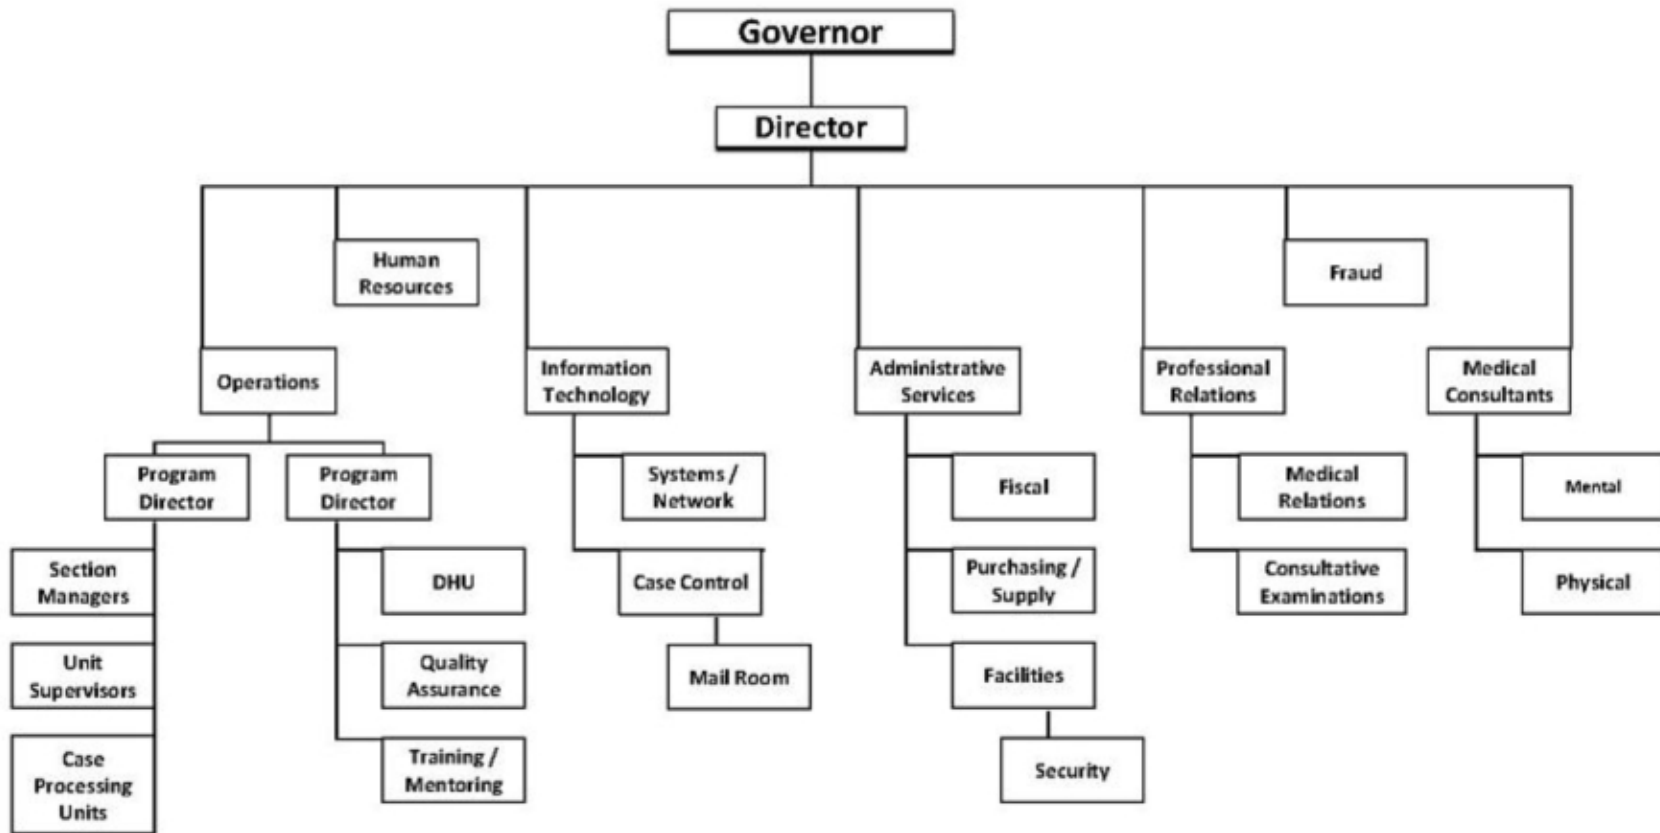 Governor
Director
Human
Resources
Fraud
Operations
Information
Technology
Administrative
Services
Professional
Relations
Medical
Consultants
Program
Director
Program
Director
Systems /
Network
Fiscal
Medical
Relations
Mental
Section
Managers
DHU
Case Control
Purchasing /
Supply
Consultative
Examinations
Physical
Unit
Supervisors
Quality
Assurance
Mail Room
Facilities
Case
Processing
Units
Training /
Mentoring
Security